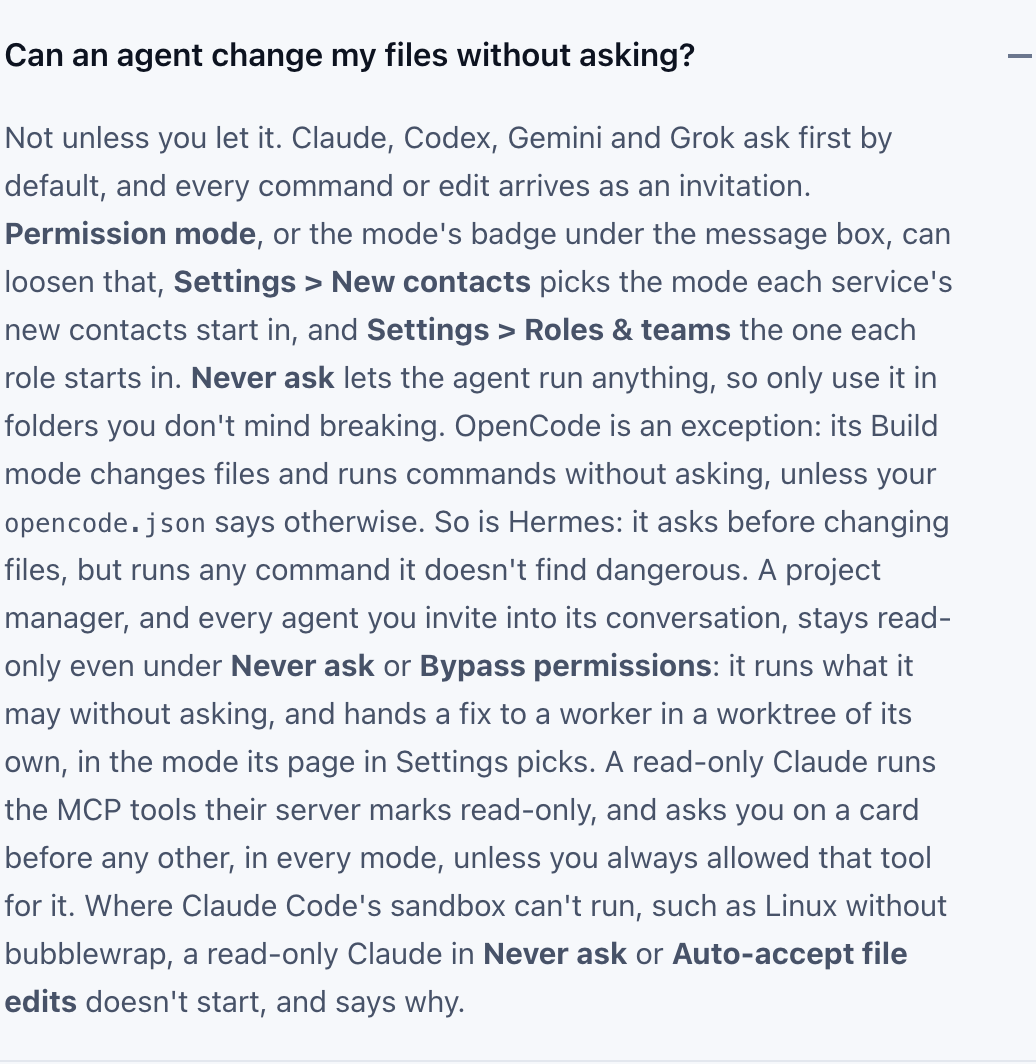 Can an agent change my files without asking?
Not unless you let it. Claude, Codex, Gemini and Grok ask first by
default, and every command or edit arrives as an invitation.
Permission mode, or the mode's badge under the message box, can
loosen that, Settings > New contacts picks the mode each service's
new contacts start in, and Settings > Roles & teams the one each
role starts in. Never ask lets the agent run anything, so only use it in
folders you don't mind breaking. OpenCode is an exception: its Build
mode changes files and runs commands without asking, unless your
opencode.json says otherwise. So is Hermes: it asks before changing
files, but runs any command it doesn't find dangerous. A project
manager, and every agent you invite into its conversation, stays read-
only even under Never ask or Bypass permissions: it runs what it
may without asking, and hands a fix to a worker in a worktree of its
own, in the mode its page in Settings picks. A read-only Claude runs
the MCP tools their server marks read-only, and asks you on a card
before any other, in every mode, unless you always allowed that tool
for it. Where Claude Code's sandbox can't run, such as Linux without
bubblewrap, a read-only Claude in Never ask or Auto-accept file
edits doesn't start, and says why.